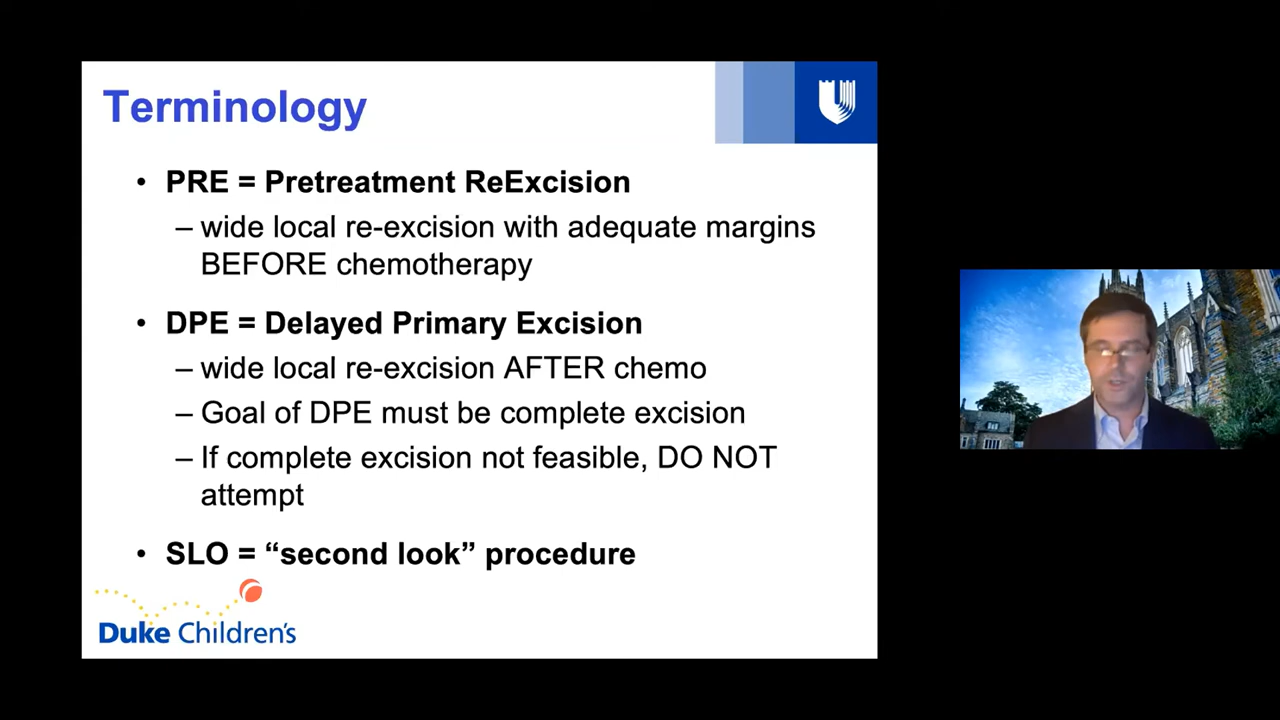 Terminology
• PRE = Pretreatment ReExcision
– wide local re-excision with adequate margins
BEFORE chemotherapy
• DPE = Delayed Primary Excision
– wide local re-excision AFTER chemo
– Goal of DPE must be complete excision
– If complete excision not feasible, DO NOT
attempt
• SLO = “second look” procedure
Duke Children's